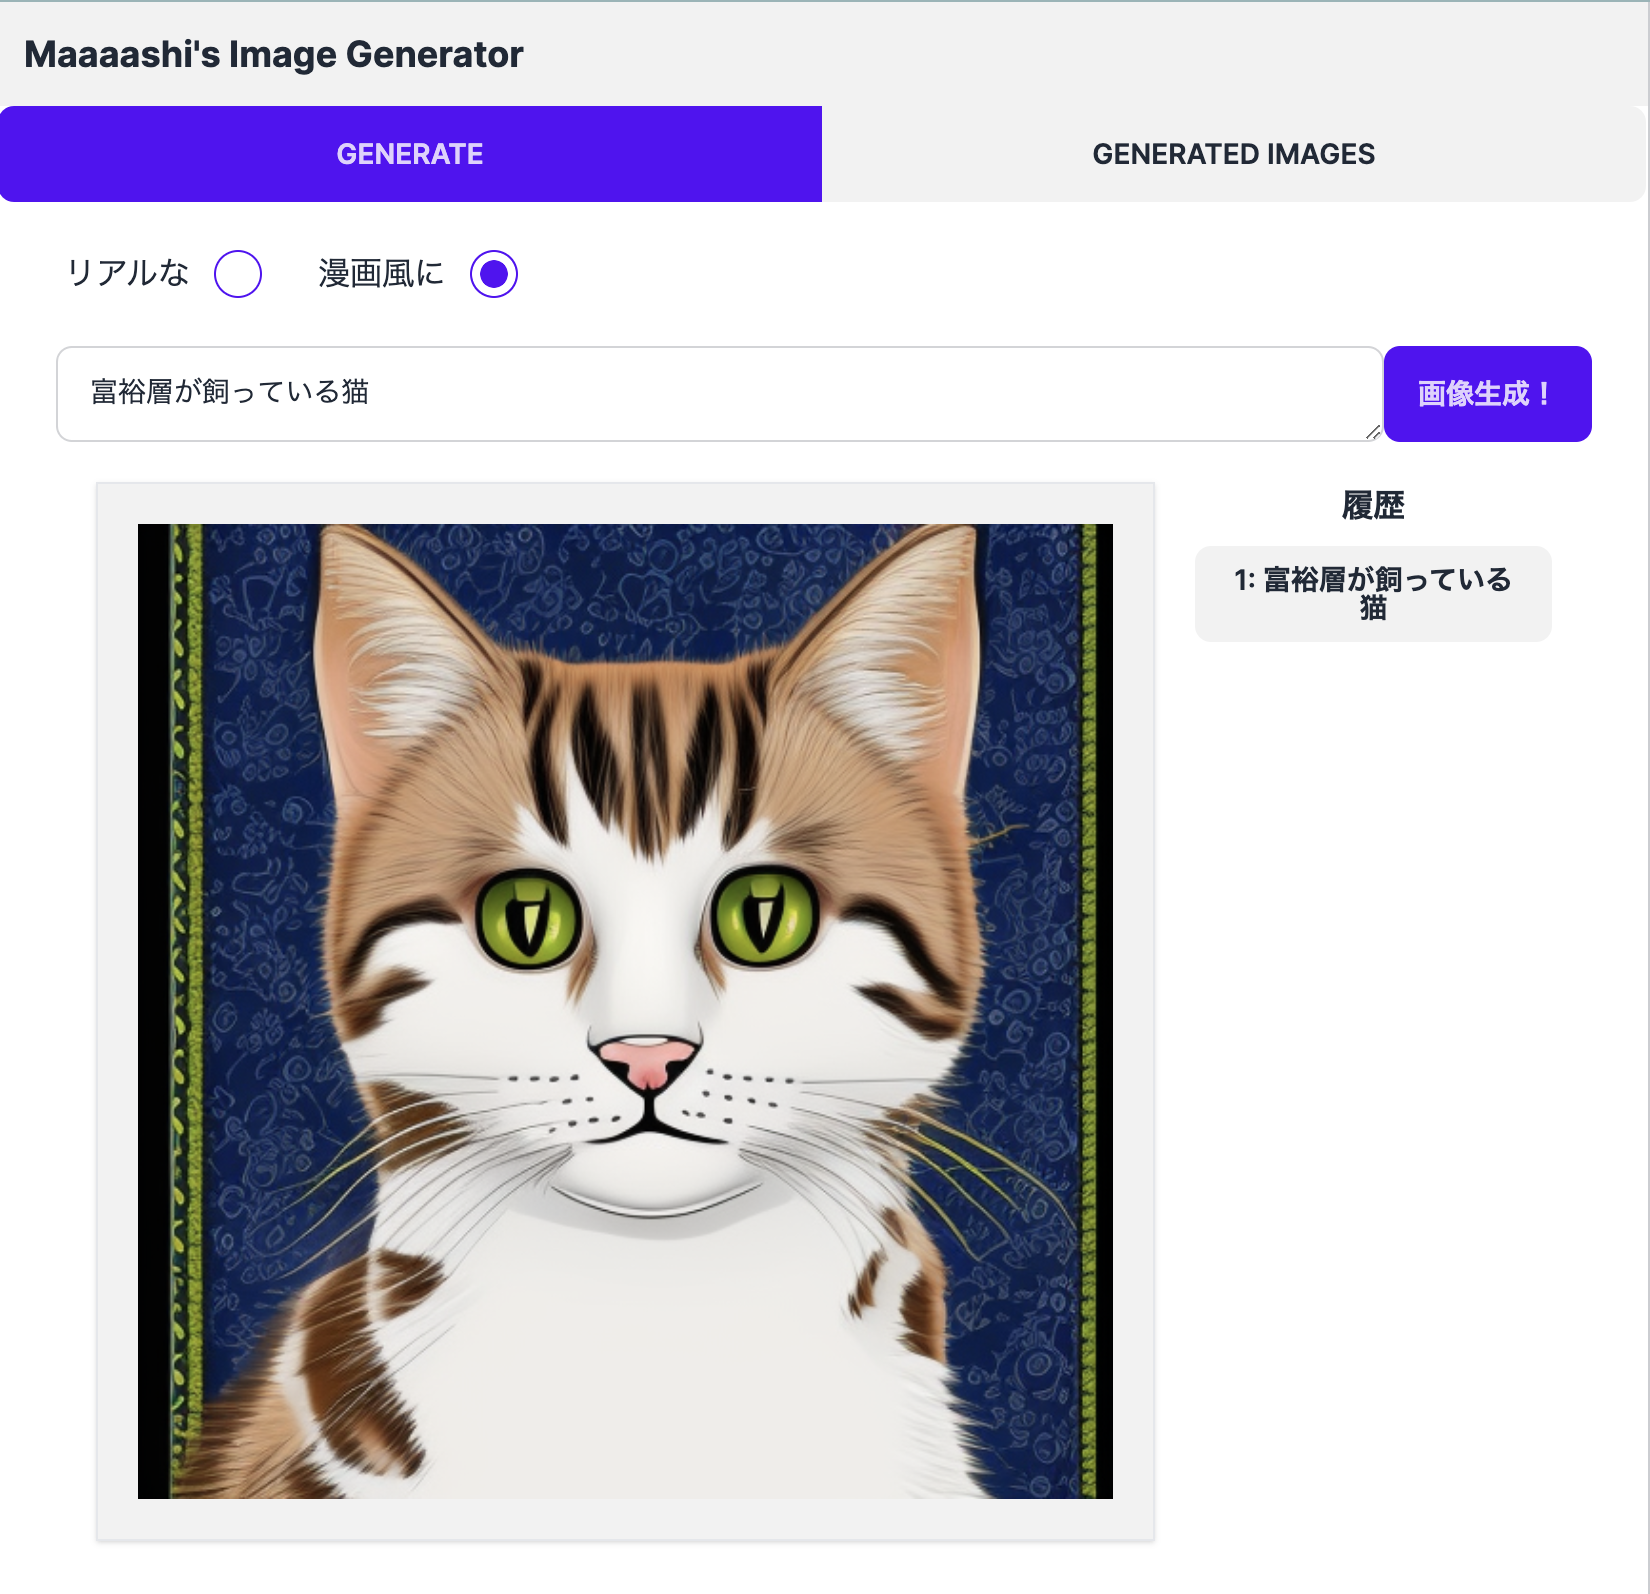 Maaaashi's Image Generator
GENERATE
GENERATED IMAGES
リアルな
漫画風に
富裕層が飼っている猫
画像生成！
履歴
1: 富裕層が飼っている
猫